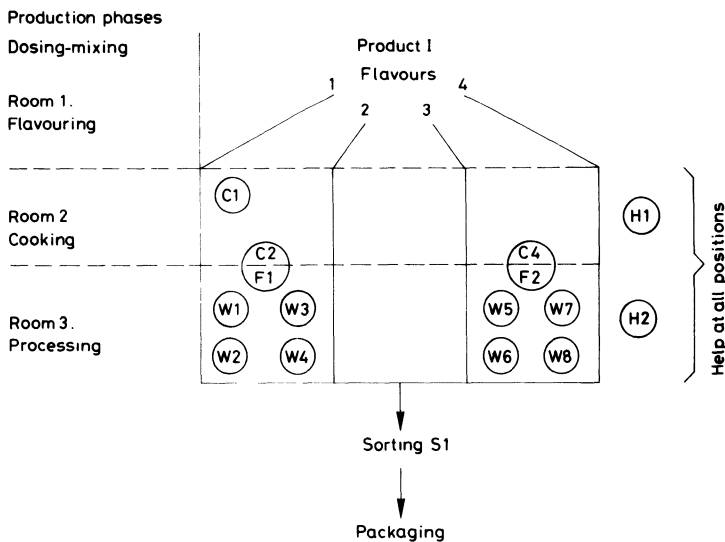 Production phases
Dosing-mixing
Product I
Flavours
1
2
3
4
Room 1.
Flavouring
Room 2
Cooking
C1
C2
F1
C4
F2
H1
Room 3.
Processing
W1
W3
W2
W4
W5
W7
W6
W8
H2
Help at all positions
Sorting S1
Packaging